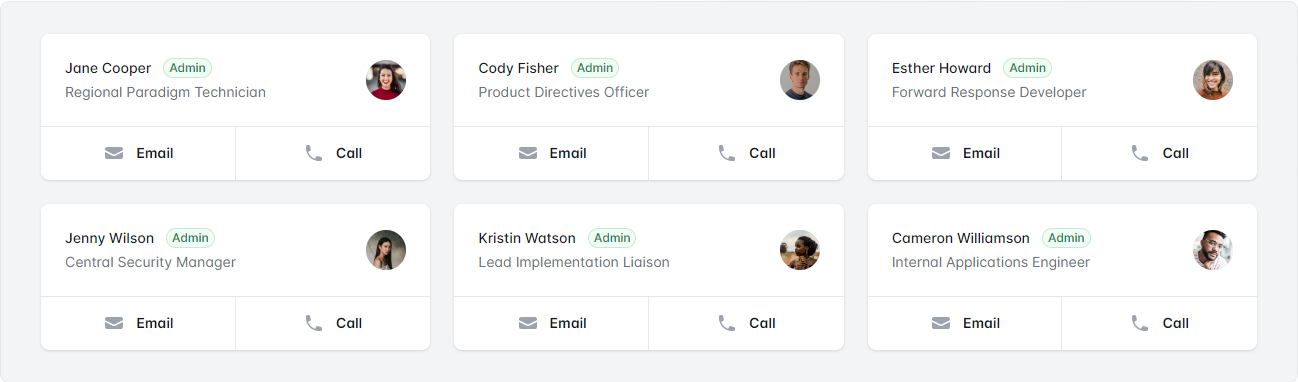 Jane Cooper Admin
Regional Paradigm Technician
Email Call
Cody Fisher Admin
Product Directives Officer
Email Call
Esther Howard Admin
Forward Response Developer
Email Call
Jenny Wilson Admin
Central Security Manager
Email Call
Kristin Watson Admin
Lead Implementation Liaison
Email Call
Cameron Williamson Admin
Internal Applications Engineer
Email Call